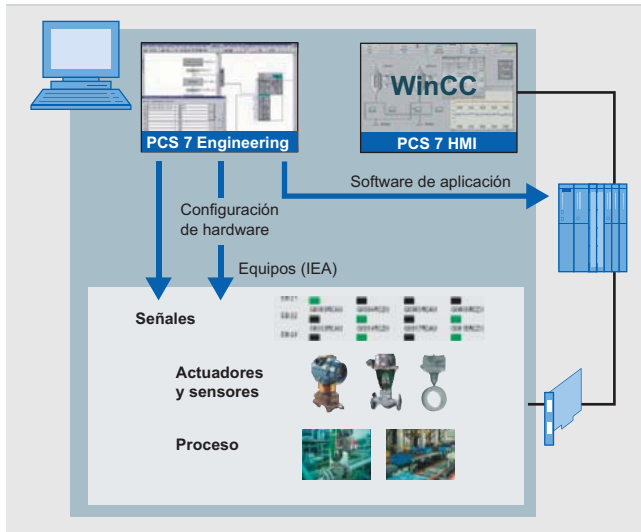 WinCC
PCS 7 Engineering
PCS 7 HMI
Software de aplicación
Configuración
de hardware
Equipos (IEA)
Señales
Actuadores
y sensores
Proceso